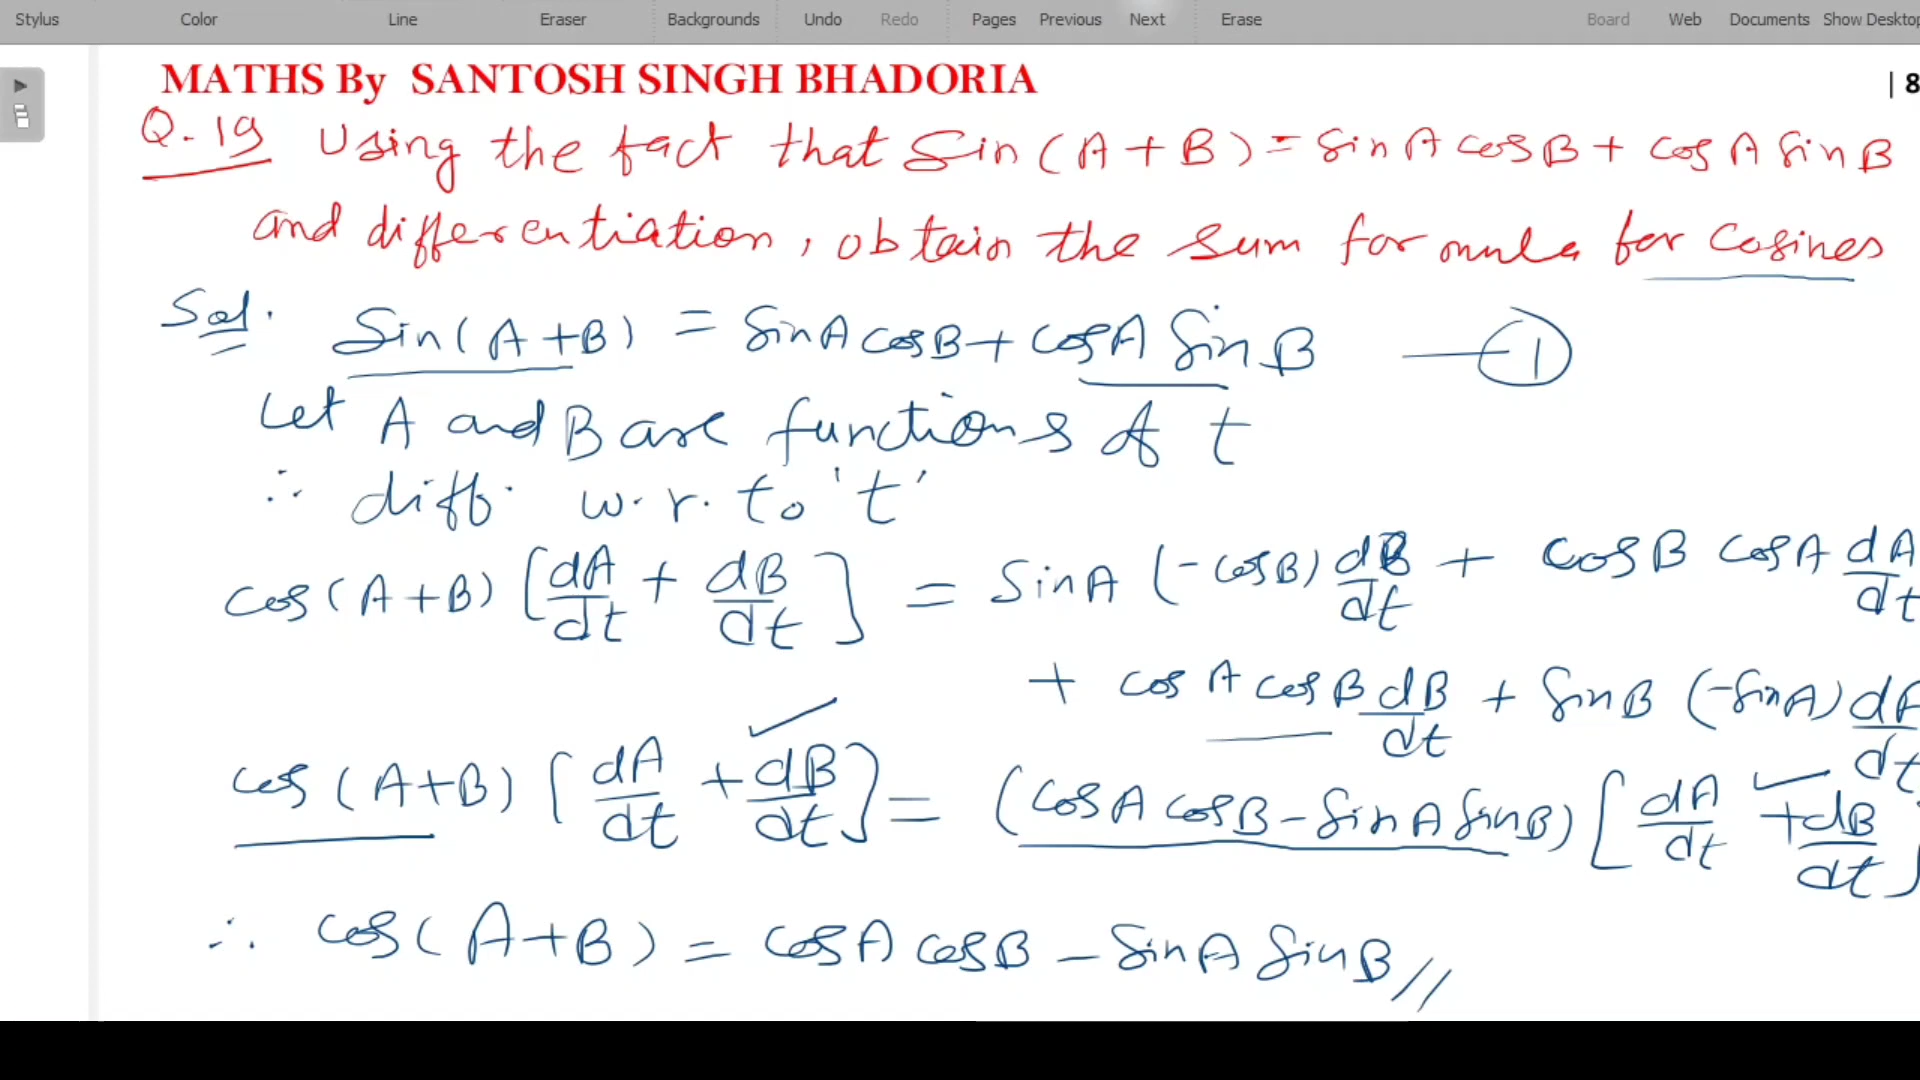 Stylus Color Line Eraser Backgrounds Undo Redo Pages Previous Next Erase Board Web Documents Show Desktop
MATHS By SANTOSH SINGH BHADORIA | 8
Q.19 Using the fact that Sin(A+B)=sinA cosB+ cosA sinB
and differentiation, obtain the sum formula for Cosines
Sol. Sin(A+B) = sinA cosB + cosA SinB —①
Let A and B are functions of t
∴ diff. w.r.to 't'
cos(A+B) [dA/dt + dB/dt] = SinA (-cosB) dB/dt + cosB cosA dA/dt
+ cosA cosB dB/dt + sinB (-sinA) dA/dt
cos(A+B) [dA/dt + dB/dt] = (cosA cosB - sinA sinB) [dA/dt + dB/dt]
∴ cos(A+B) = cosA cosB - sinA sinB //